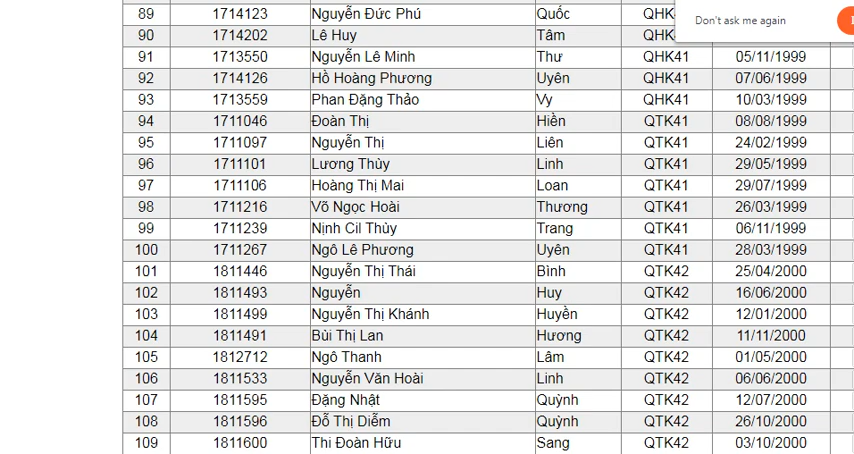 89 1714123 Nguyễn Đức Phú Quốc
Don't ask me again
90 1714202 Lê Huy Tâm
91 1713550 Nguyễn Lê Minh Thư QHK41 05/11/1999
92 1714126 Hồ Hoàng Phương Uyên QHK41 07/06/1999
93 1713559 Phan Đặng Thảo Vy QHK41 10/03/1999
94 1711046 Đoàn Thị Hiền QTK41 08/08/1999
95 1711097 Nguyễn Thị Liên QTK41 24/02/1999
96 1711101 Lương Thùy Linh QTK41 29/05/1999
97 1711106 Hoàng Thị Mai Loan QTK41 29/07/1999
98 1711216 Võ Ngọc Hoài Thương QTK41 26/03/1999
99 1711239 Nịnh Cil Thủy Trang QTK41 06/11/1999
100 1711267 Ngô Lê Phương Uyên QTK41 28/03/1999
101 1811446 Nguyễn Thị Thái Bình QTK42 25/04/2000
102 1811493 Nguyễn Huy QTK42 16/06/2000
103 1811499 Nguyễn Thị Khánh Huyền QTK42 12/01/2000
104 1811491 Bùi Thị Lan Hương QTK42 11/11/2000
105 1812712 Ngô Thanh Lâm QTK42 01/05/2000
106 1811533 Nguyễn Văn Hoài Linh QTK42 06/06/2000
107 1811595 Đặng Nhật Quỳnh QTK42 12/07/2000
108 1811596 Đỗ Thị Diễm Quỳnh QTK42 26/10/2000
109 1811600 Thi Đoàn Hữu Sang QTK42 03/10/2000